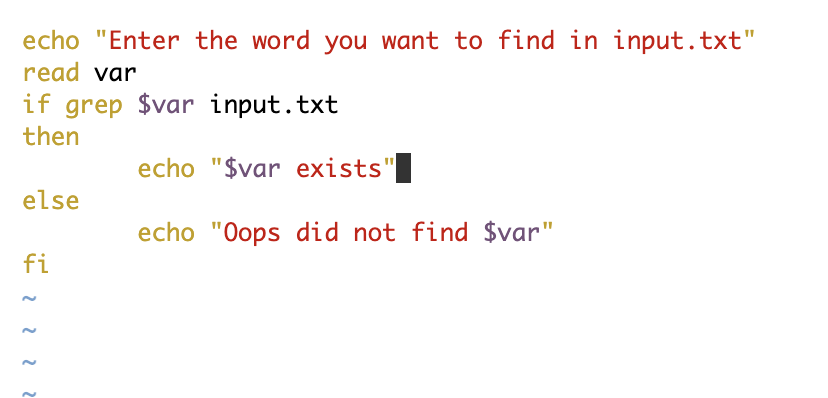 echo "Enter the word you want to find in input.txt"
read var
if grep $var input.txt
then
        echo "$var exists"
else
        echo "Oops did not find $var"
fi
~
~
~
~